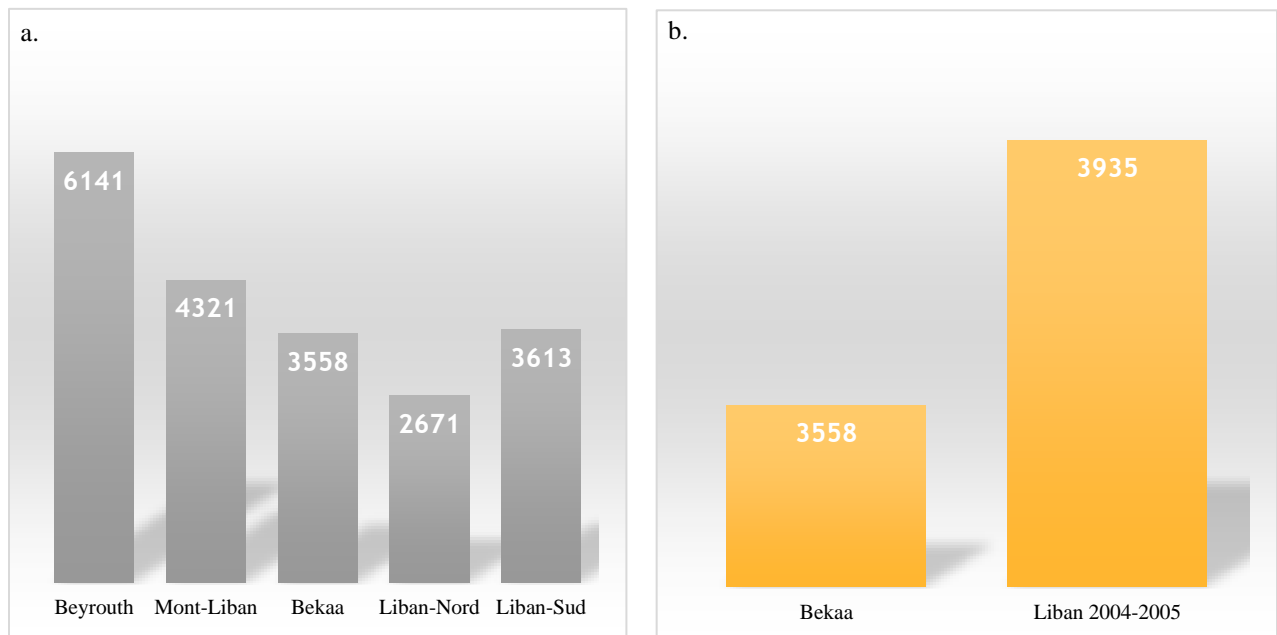 a.
6141
4321
3558
2671
3613
Beyrouth Mont-Liban Bekaa Liban-Nord Liban-Sud
b.
3935
3558
Bekaa Liban 2004-2005